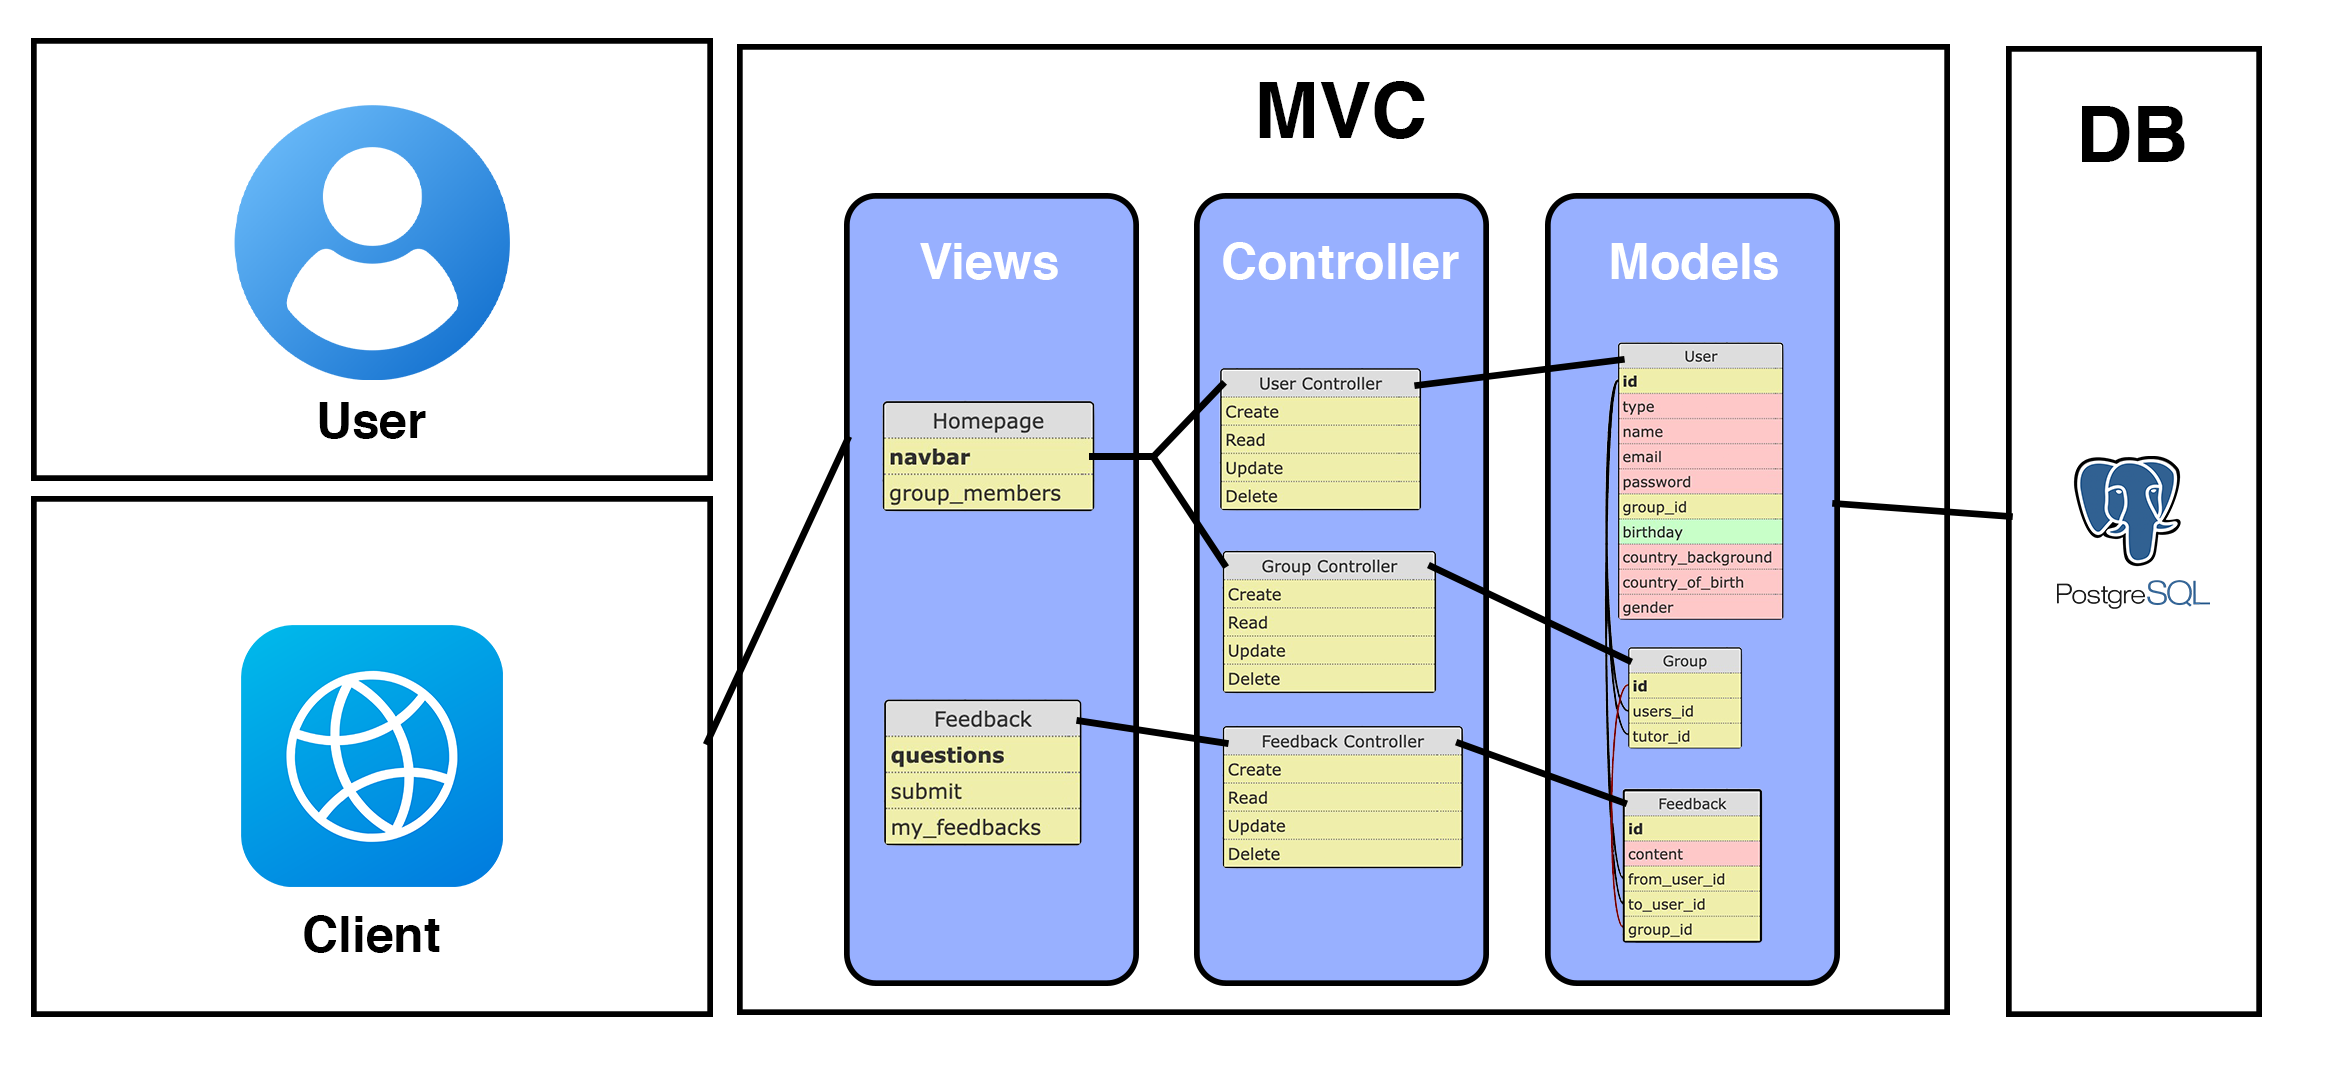 User
Client
MVC
Views
Homepage
navbar
group_members
Feedback
questions
submit
my_feedbacks
Controller
User Controller
Create
Read
Update
Delete
Group Controller
Create
Read
Update
Delete
Feedback Controller
Create
Read
Update
Delete
Models
User
id
type
name
email
password
group_id
birthday
country_background
country_of_birth
gender
Group
id
users_id
tutor_id
Feedback
id
content
from_user_id
to_user_id
group_id
DB
PostgreSQL